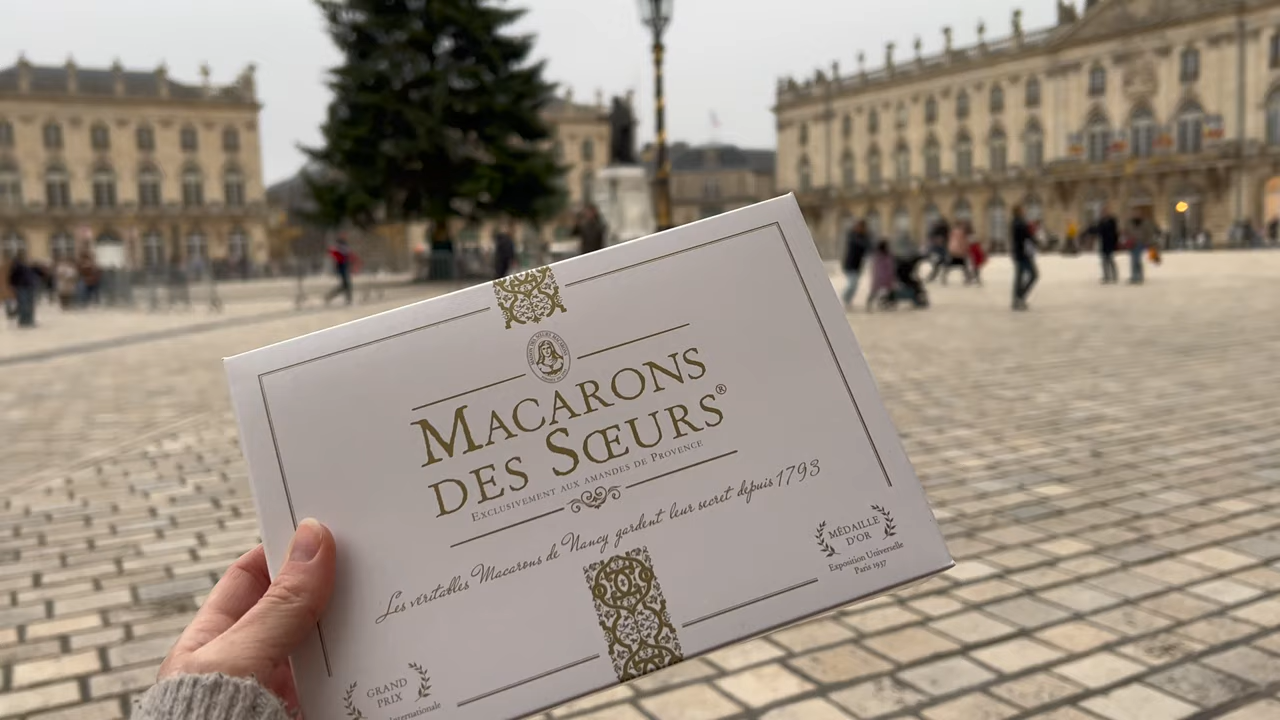 MACARONS
DES SŒURS®
EXCLUSIVEMENT AUX AMANDES DE PROVENCE
Les véritables Macarons de Nancy gardent leur secret depuis 1793
MÉDAILLE
D'OR
Exposition Universelle
Paris 1937
GRAND
PRIX